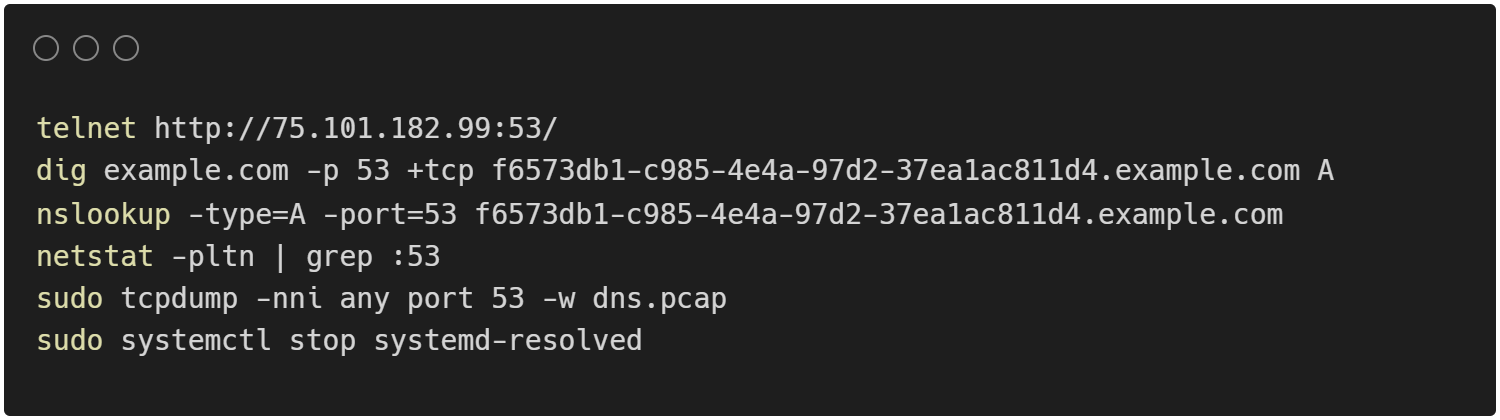 telnet http://75.101.182.99:53/
dig example.com -p 53 +tcp f6573db1-c985-4e4a-97d2-37ea1ac811d4.example.com A
nslookup -type=A -port=53 f6573db1-c985-4e4a-97d2-37ea1ac811d4.example.com
netstat -pltn | grep :53
sudo tcpdump -nni any port 53 -w dns.pcap
sudo systemctl stop systemd-resolved